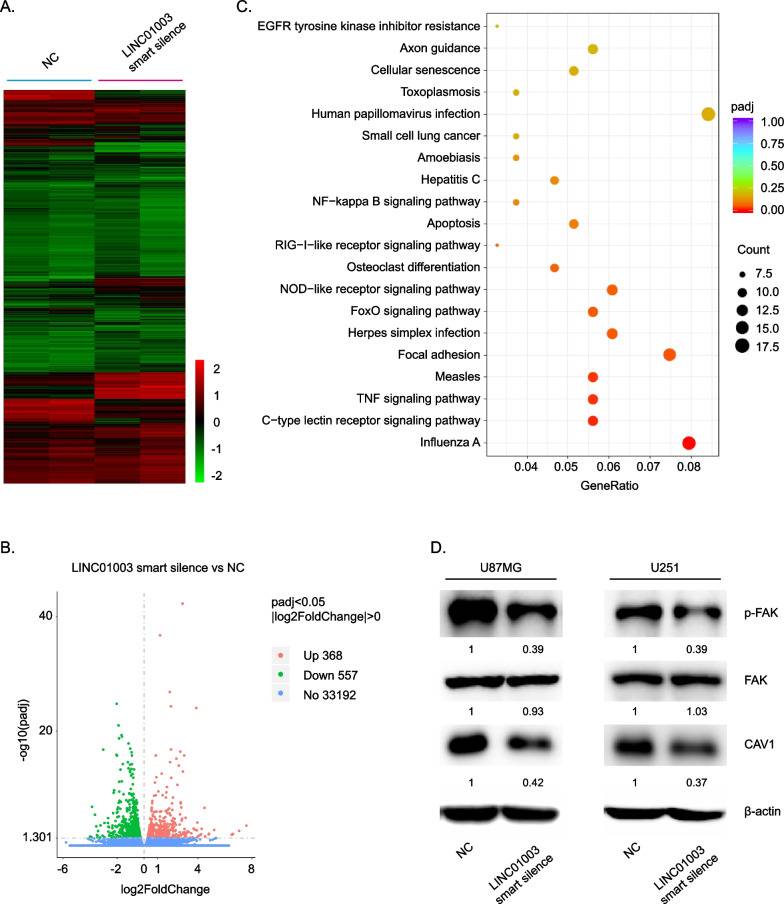 A.
NC
LINC01003
smart silence
2
1
0
-1
-2
C.
EGFR tyrosine kinase inhibitor resistance
Axon guidance
Cellular senescence
Toxoplasmosis
Human papillomavirus infection
Small cell lung cancer
Amoebiasis
Hepatitis C
NF−kappa B signaling pathway
Apoptosis
RIG−I−like receptor signaling pathway
Osteoclast differentiation
NOD−like receptor signaling pathway
FoxO signaling pathway
Herpes simplex infection
Focal adhesion
Measles
TNF signaling pathway
C−type lectin receptor signaling pathway
Influenza A
0.04 0.05 0.06 0.07 0.08
GeneRatio
padj
1.00
0.75
0.50
0.25
0.00
Count
7.5
10.0
12.5
15.0
17.5
B.
LINC01003 smart silence vs NC
40
20
1.301
-og10(padj)
-6 -2 0 1 4 8
log2FoldChange
padj<0.05
|log2FoldChange|>0
Up 368
Down 557
No 33192
D.
U87MG U251
p-FAK
1 0.39 1 0.39
FAK
1 0.93 1 1.03
CAV1
1 0.42 1 0.37
β-actin
NC
LINC01003
smart silence
NC
LINC01003
smart silence